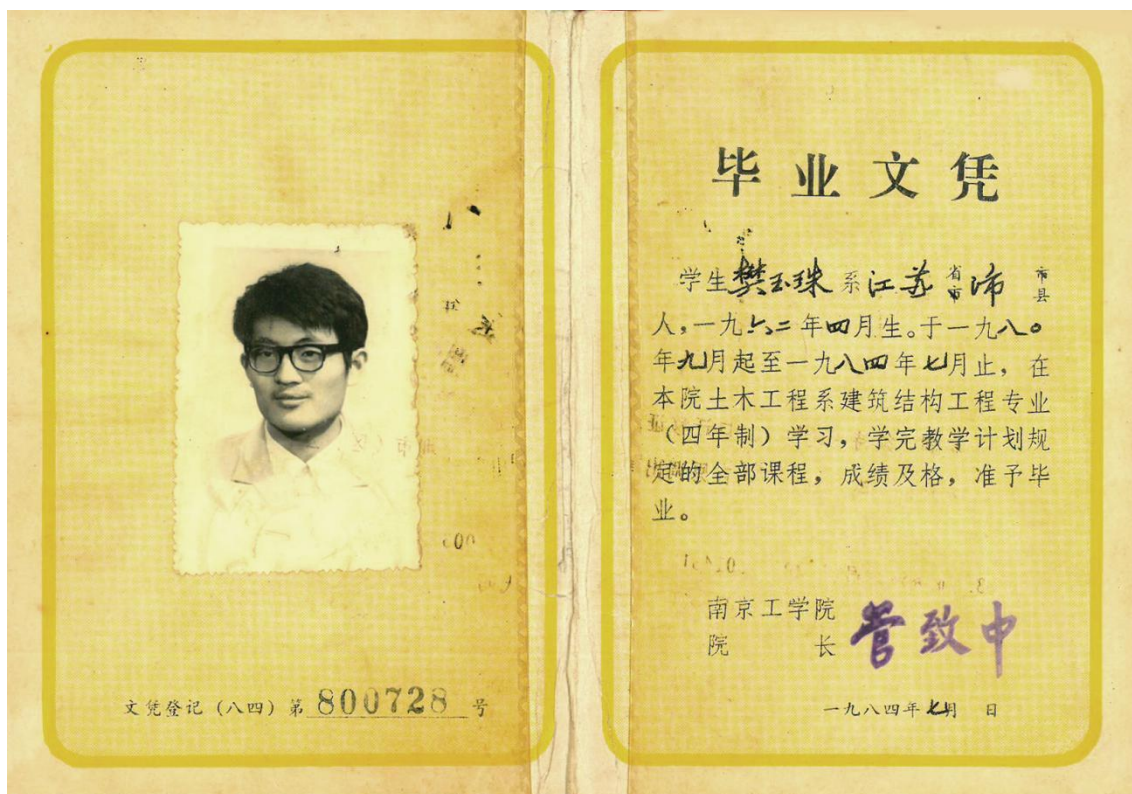 文凭登记(八四)第800728号
毕业文凭
学生樊玉珠系江苏省市沛市县
人,一九六二年四月生。于一九八〇
年九月起至一九八四年七月止,在
本院土木工程系建筑结构工程专业
(四年制)学习,学完教学计划规
定的全部课程,成绩及格,准予毕
业。
南京工学院
院长 管致中
一九八四年七月 日